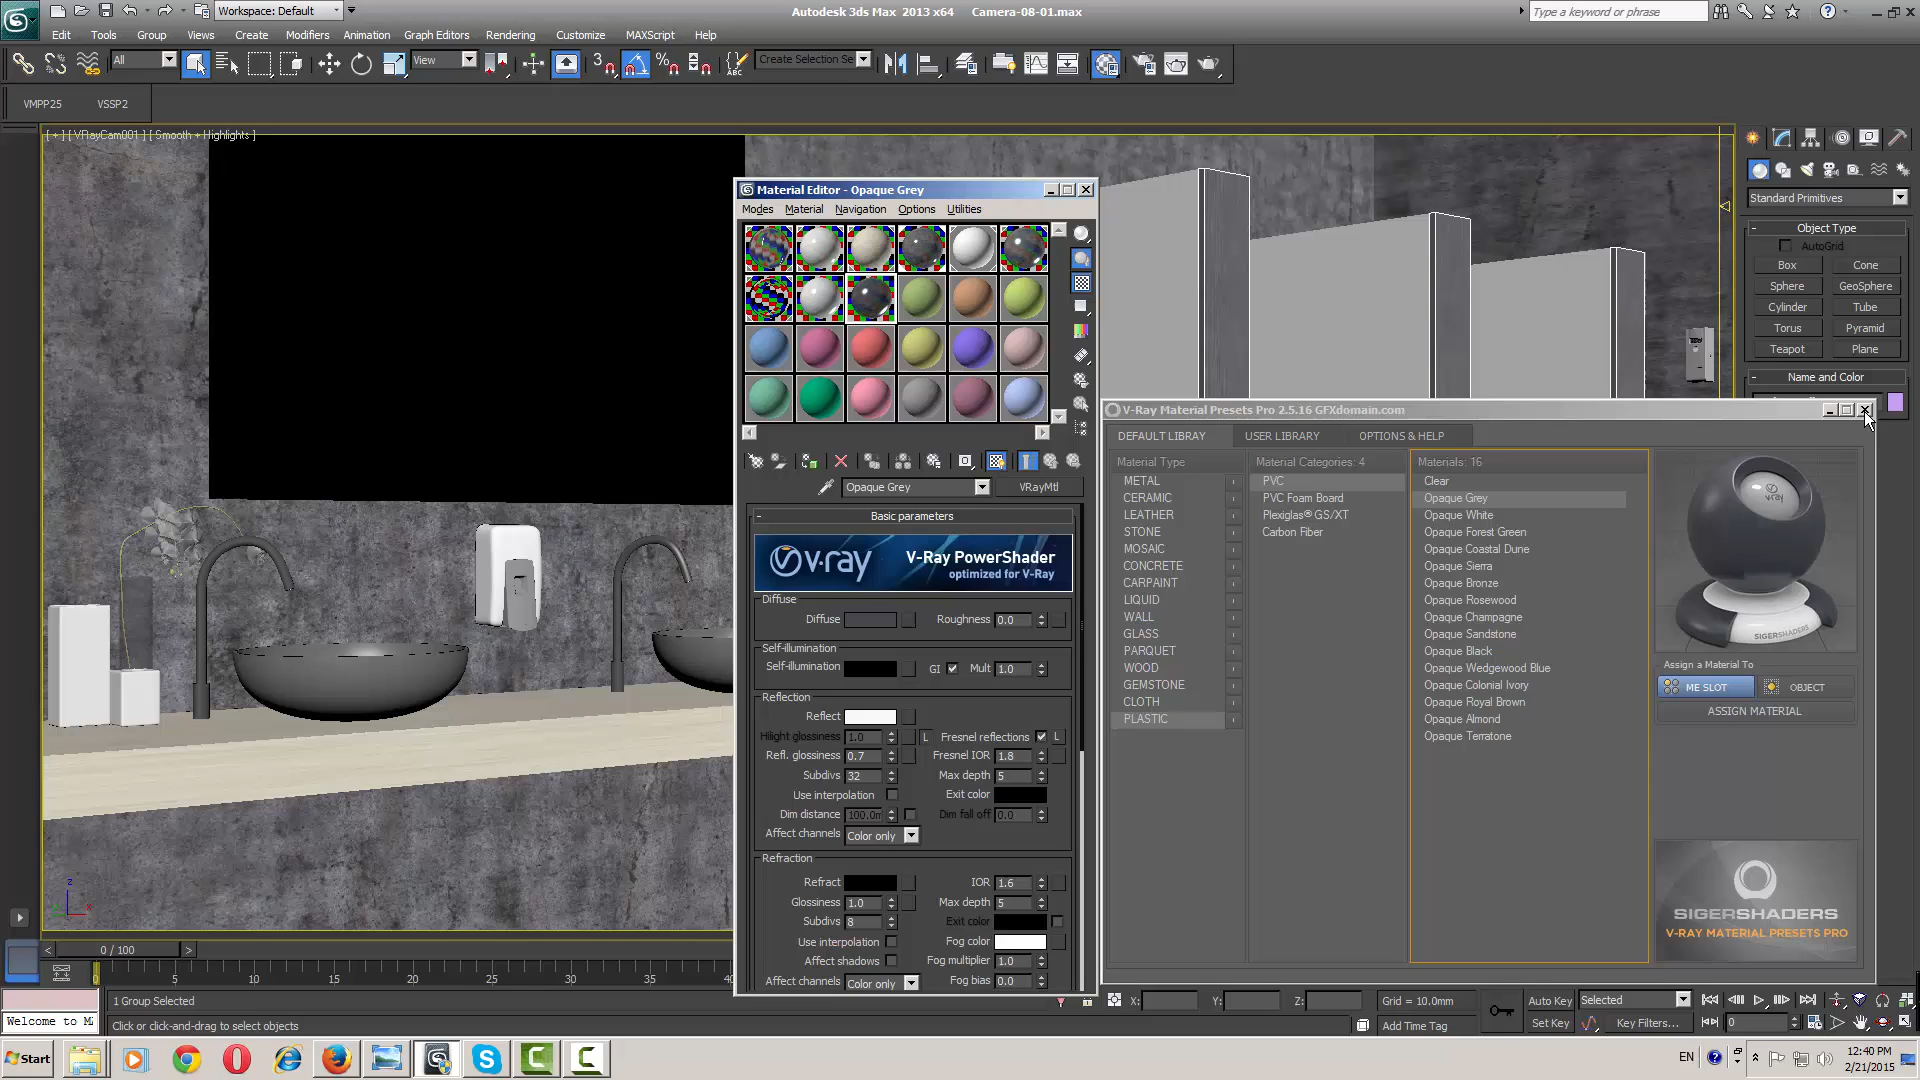 Workspace: Default
Autodesk 3ds Max 2013 x64 Camera-08-01.max
Type a keyword or phrase
Edit Tools Group Views Create Modifiers Animation Graph Editors Rendering Customize MAXScript Help
All
View
3
Create Selection Se
VMPP25 VSSP2
[ + ] [ VRayCam001 ] [ Smooth + Highlights ]
Material Editor - Opaque Grey
Modes Material Navigation Options Utilities
Opaque Grey
VRayMtl
- Basic parameters
v·ray
V-Ray PowerShader
optimized for V-Ray
Diffuse
Diffuse
Roughness 0.0
Self-illumination
Self-illumination
GI
Mult 1.0
Reflection
Reflect
Hilight glossiness 1.0 L Fresnel reflections L
Refl. glossiness 0.7 Fresnel IOR 1.8
Subdivs 32 Max depth 5
Use interpolation Exit color
Dim distance 100.0m Dim fall off 0.0
Affect channels Color only
Refraction
Refract IOR 1.6
Glossiness 1.0 Max depth 5
Subdivs 8 Exit color
Use interpolation Fog color
Affect shadows Fog multiplier 1.0
Affect channels Color only Fog bias 0.0
V-Ray Material Presets Pro 2.5.16 GFXdomain.com
DEFAULT LIBRAY USER LIBRARY OPTIONS & HELP
Material Type
METAL
CERAMIC
LEATHER
STONE
MOSAIC
CONCRETE
CARPAINT
LIQUID
WALL
GLASS
PARQUET
WOOD
GEMSTONE
CLOTH
PLASTIC
Material Categories: 4
PVC
PVC Foam Board
Plexiglas® GS/XT
Carbon Fiber
Materials: 16
Clear
Opaque Grey
Opaque White
Opaque Forest Green
Opaque Coastal Dune
Opaque Sierra
Opaque Bronze
Opaque Rosewood
Opaque Champagne
Opaque Sandstone
Opaque Black
Opaque Wedgewood Blue
Opaque Colonial Ivory
Opaque Royal Brown
Opaque Almond
Opaque Terratone
vray
SIGERSHADERS
Assign a Material To
ME SLOT
OBJECT
ASSIGN MATERIAL
SIGERSHADERS
V-RAY MATERIAL PRESETS PRO
Standard Primitives
- Object Type
AutoGrid
Box Cone
Sphere GeoSphere
Cylinder Tube
Torus Pyramid
Teapot Plane
- Name and Color
z
x
< 0 / 100 >
0 5 10 15 20 25 30 35
1 Group Selected
Click or click-and-drag to select objects
X: Y: Z: Grid = 10.0mm
Add Time Tag
Auto Key Selected
Set Key Key Filters...
0
Start
EN
12:40 PM
2/21/2015